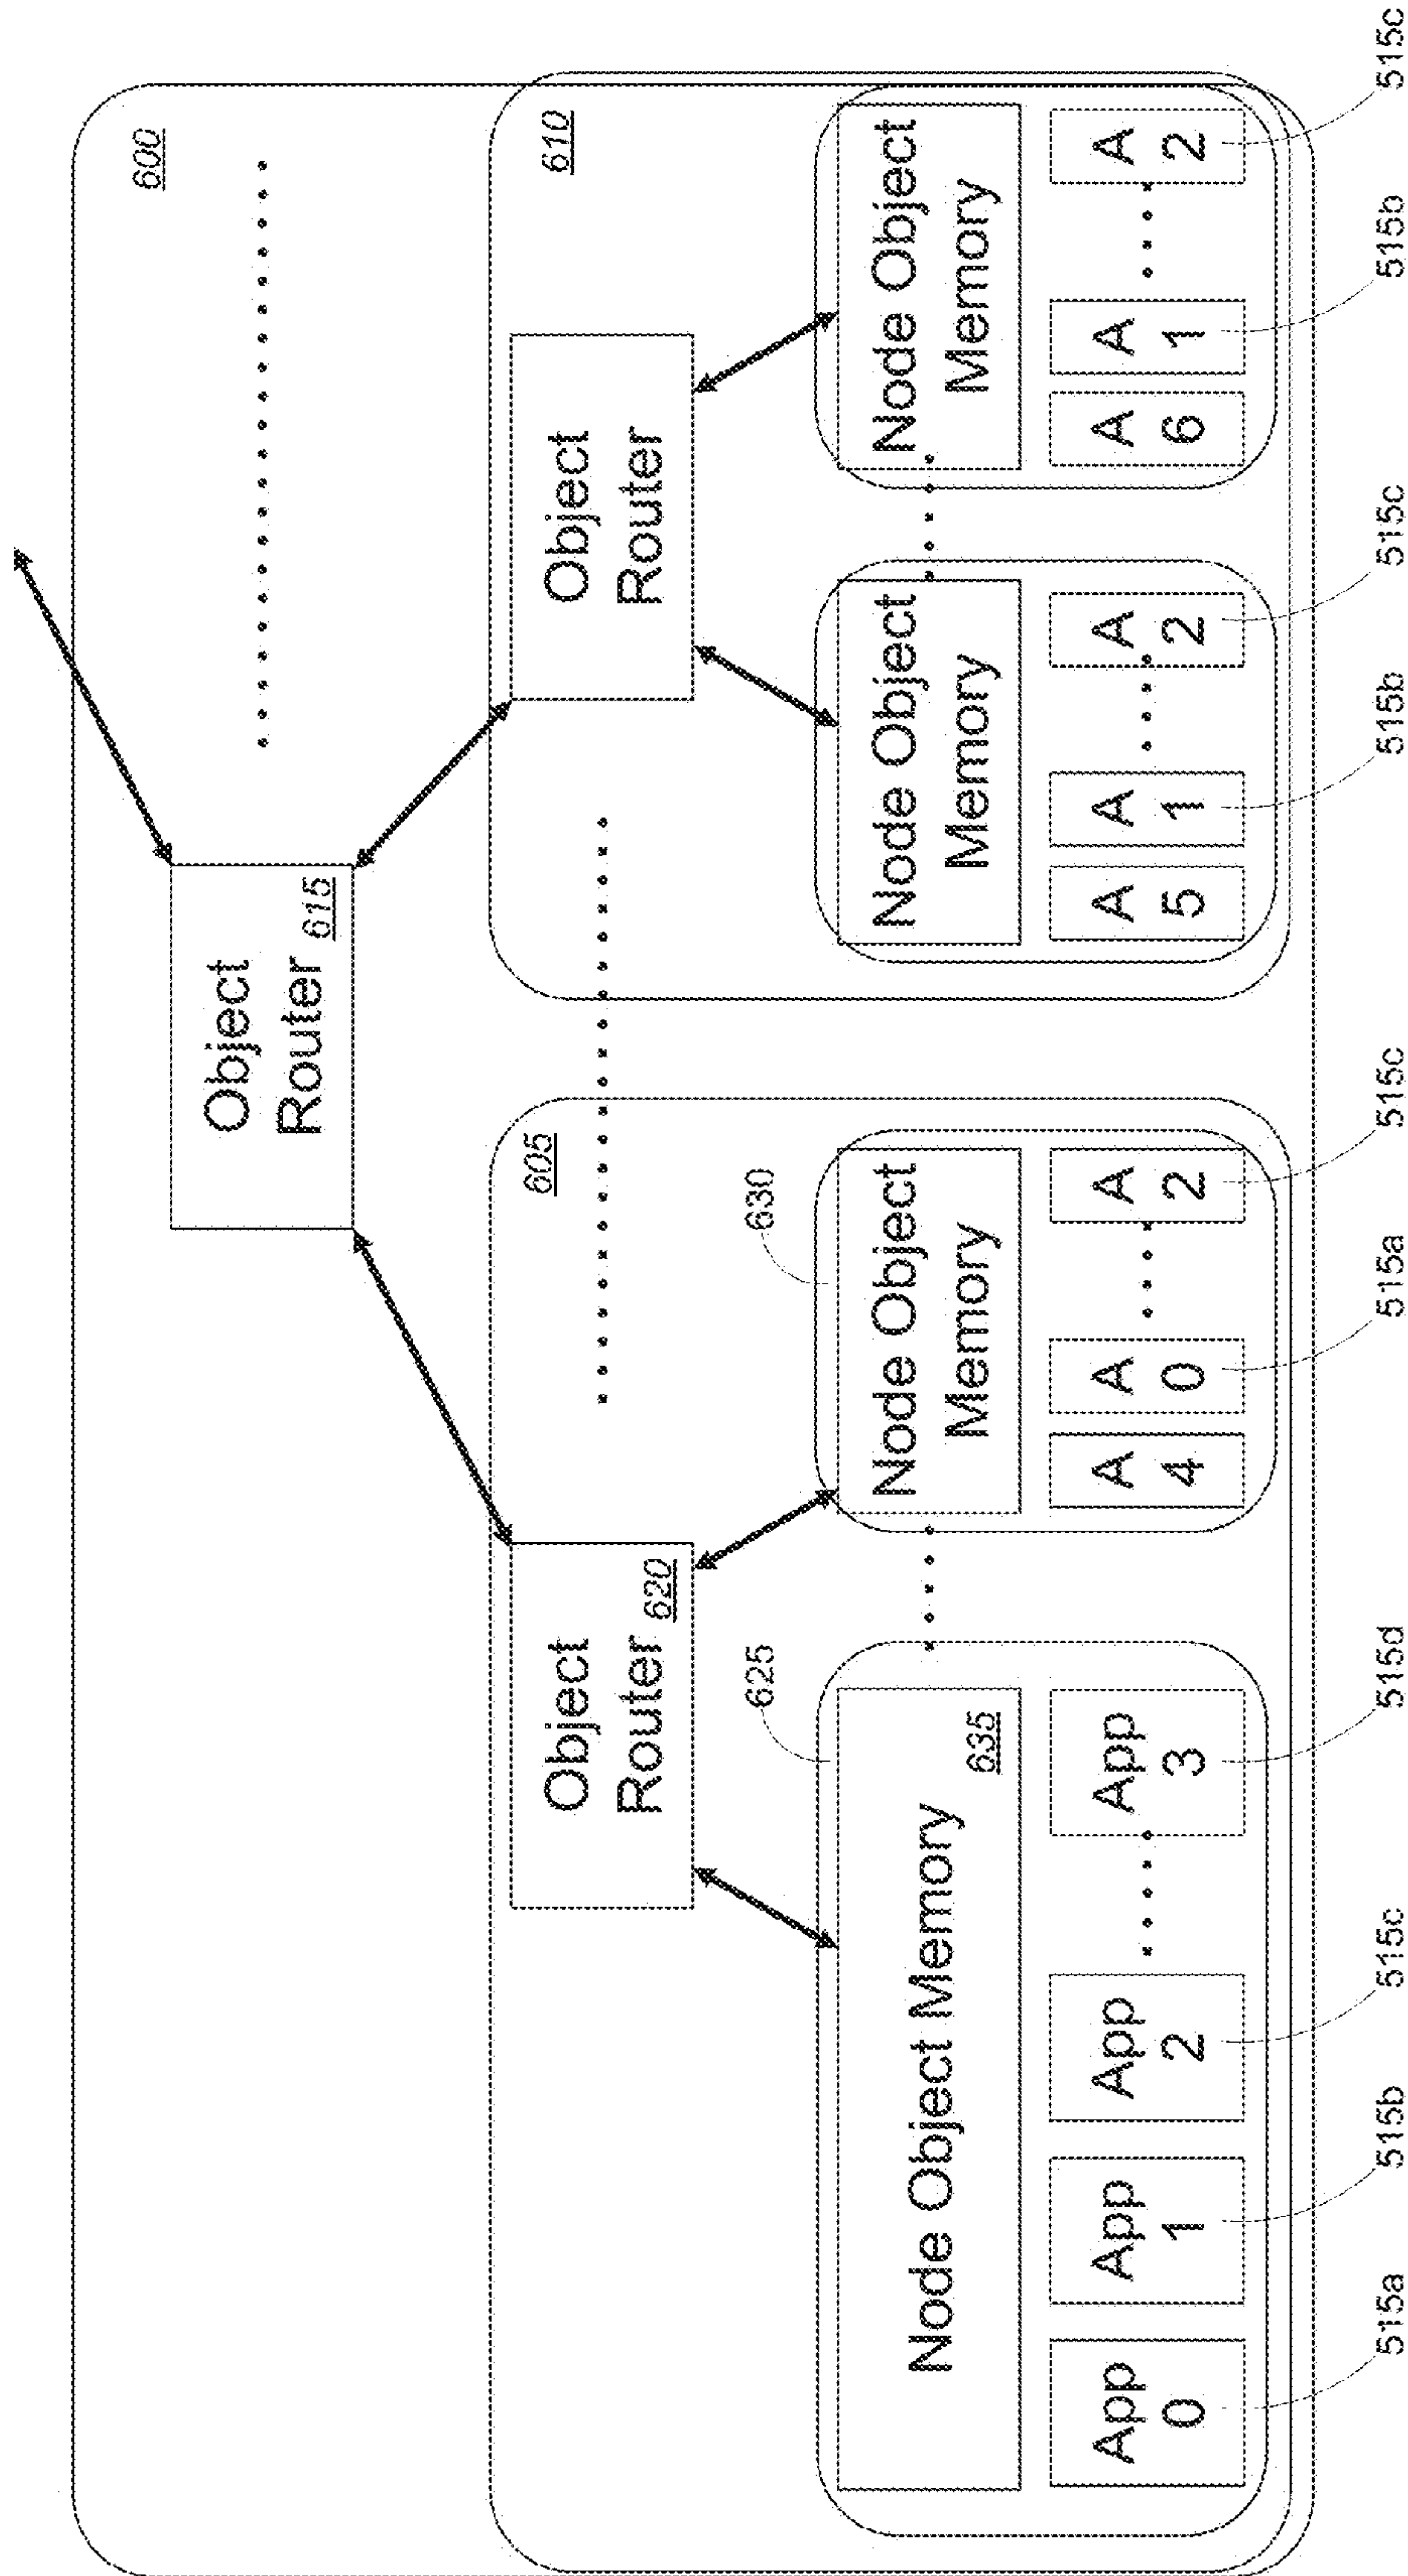 600
Object
Router
615
605
610
Object
Router
620
Object
Router
625
630
Node Object Memory
635
Node Object
Memory
Node Object
Memory
Node Object
Memory
App
0
App
1
App
2
App
3
A
4
A
0
A
2
A
5
A
1
A
2
A
6
A
1
A
2
515a
515b
515c
515d
515a
515c
515b
515c
515b
515c